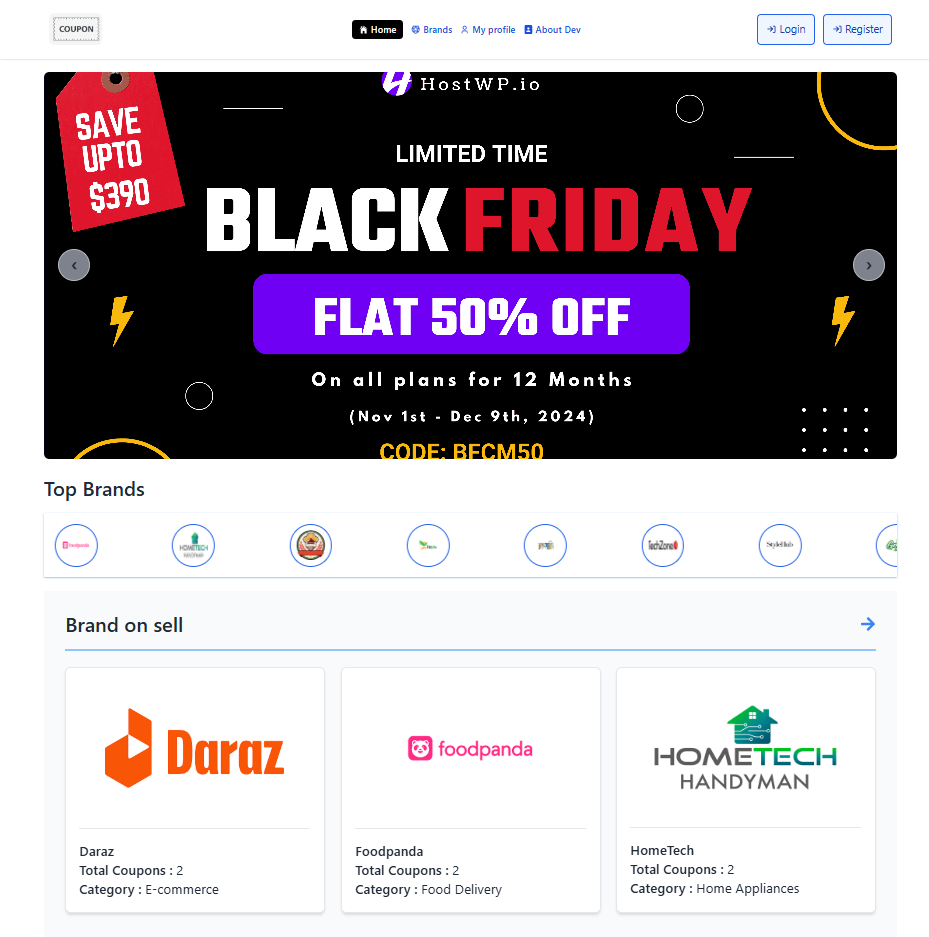 COUPON
Home
Brands
My profile
About Dev
Login
Register
HostWP.io
SAVE
UPTO
$390
LIMITED TIME
BLACK FRIDAY
FLAT 50% OFF
On all plans for 12 Months
(Nov 1st - Dec 9th, 2024)
CODE: BFCM50
Top Brands
foodpanda
HOMETECH
HANDYMAN
TechZone
StyleHub
Brand on sell
Daraz
foodpanda
HOMETECH
HANDYMAN
Daraz
Total Coupons : 2
Category : E-commerce
Foodpanda
Total Coupons : 2
Category : Food Delivery
HomeTech
Total Coupons : 2
Category : Home Appliances